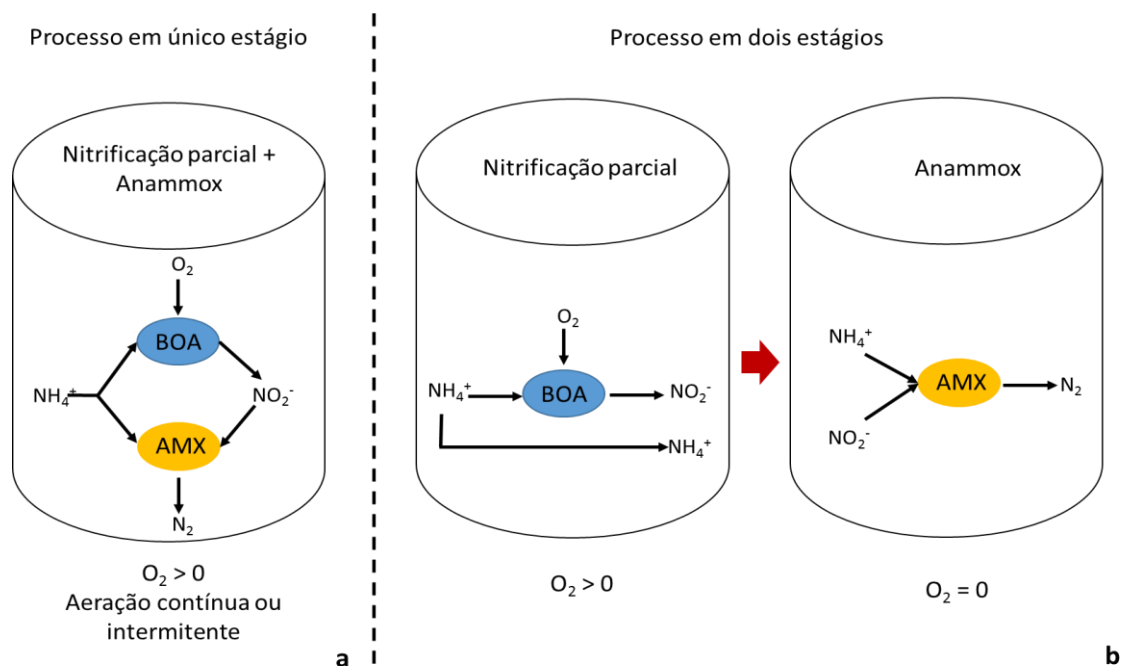 Processo em único estágio
Nitrificação parcial +
Anammox
O₂
BOA
NH₄⁺
NO₂⁻
AMX
N₂
O₂ > 0
Aeração contínua ou
intermitente
a
Processo em dois estágios
Nitrificação parcial
O₂
NH₄⁺
BOA
NO₂⁻
NH₄⁺
O₂ > 0
Anammox
NH₄⁺
AMX
N₂
NO₂⁻
O₂ = 0
b